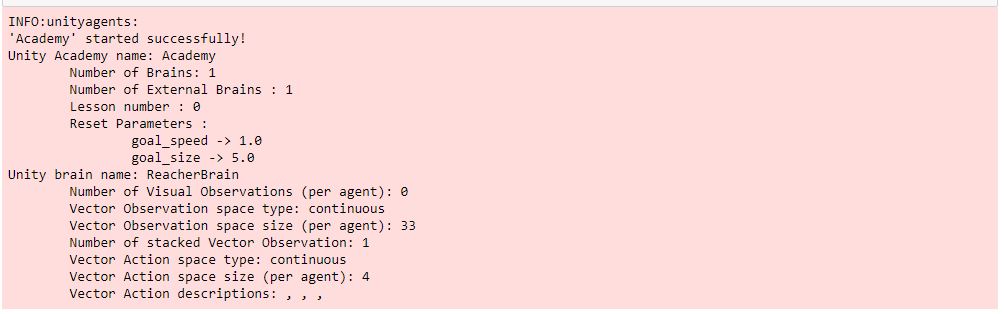 INFO:unityagents:
'Academy' started successfully!
Unity Academy name: Academy
Number of Brains: 1
Number of External Brains : 1
Lesson number : 0
Reset Parameters :
goal_speed -> 1.0
goal_size -> 5.0
Unity brain name: ReacherBrain
Number of Visual Observations (per agent): 0
Vector Observation space type: continuous
Vector Observation space size (per agent): 33
Number of stacked Vector Observation: 1
Vector Action space type: continuous
Vector Action space size (per agent): 4
Vector Action descriptions: , , ,